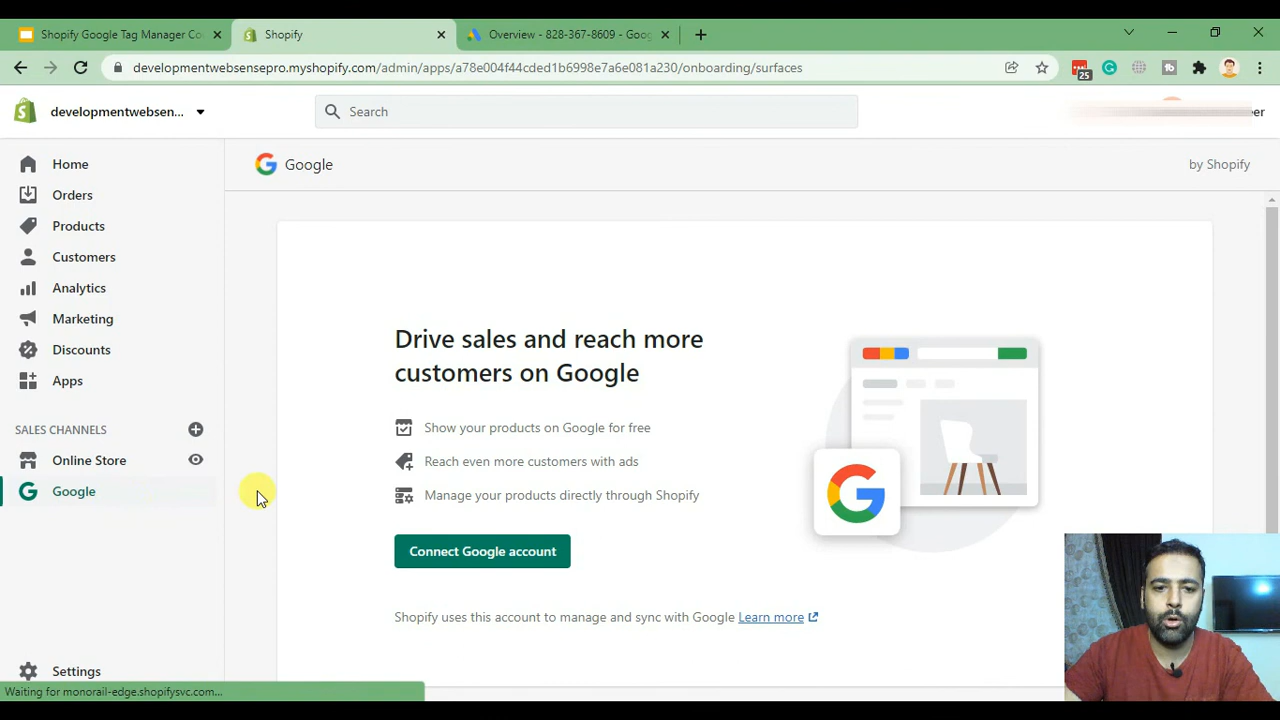 Shopify Google Tag Manager Co
Shopify
Overview - 828-367-8609 - Goog
developmentwebsensepro.myshopify.com/admin/apps/a78e004f44cded1b6998e7a6e081a230/onboarding/surfaces
25
developmentwebsen...
Search
er
Home
Orders
Products
Customers
Analytics
Marketing
Discounts
Apps
SALES CHANNELS
Online Store
Google
Settings
Waiting for monorail-edge.shopifysvc.com...
Google
by Shopify
Drive sales and reach more
customers on Google
Show your products on Google for free
Reach even more customers with ads
Manage your products directly through Shopify
Connect Google account
Shopify uses this account to manage and sync with Google Learn more